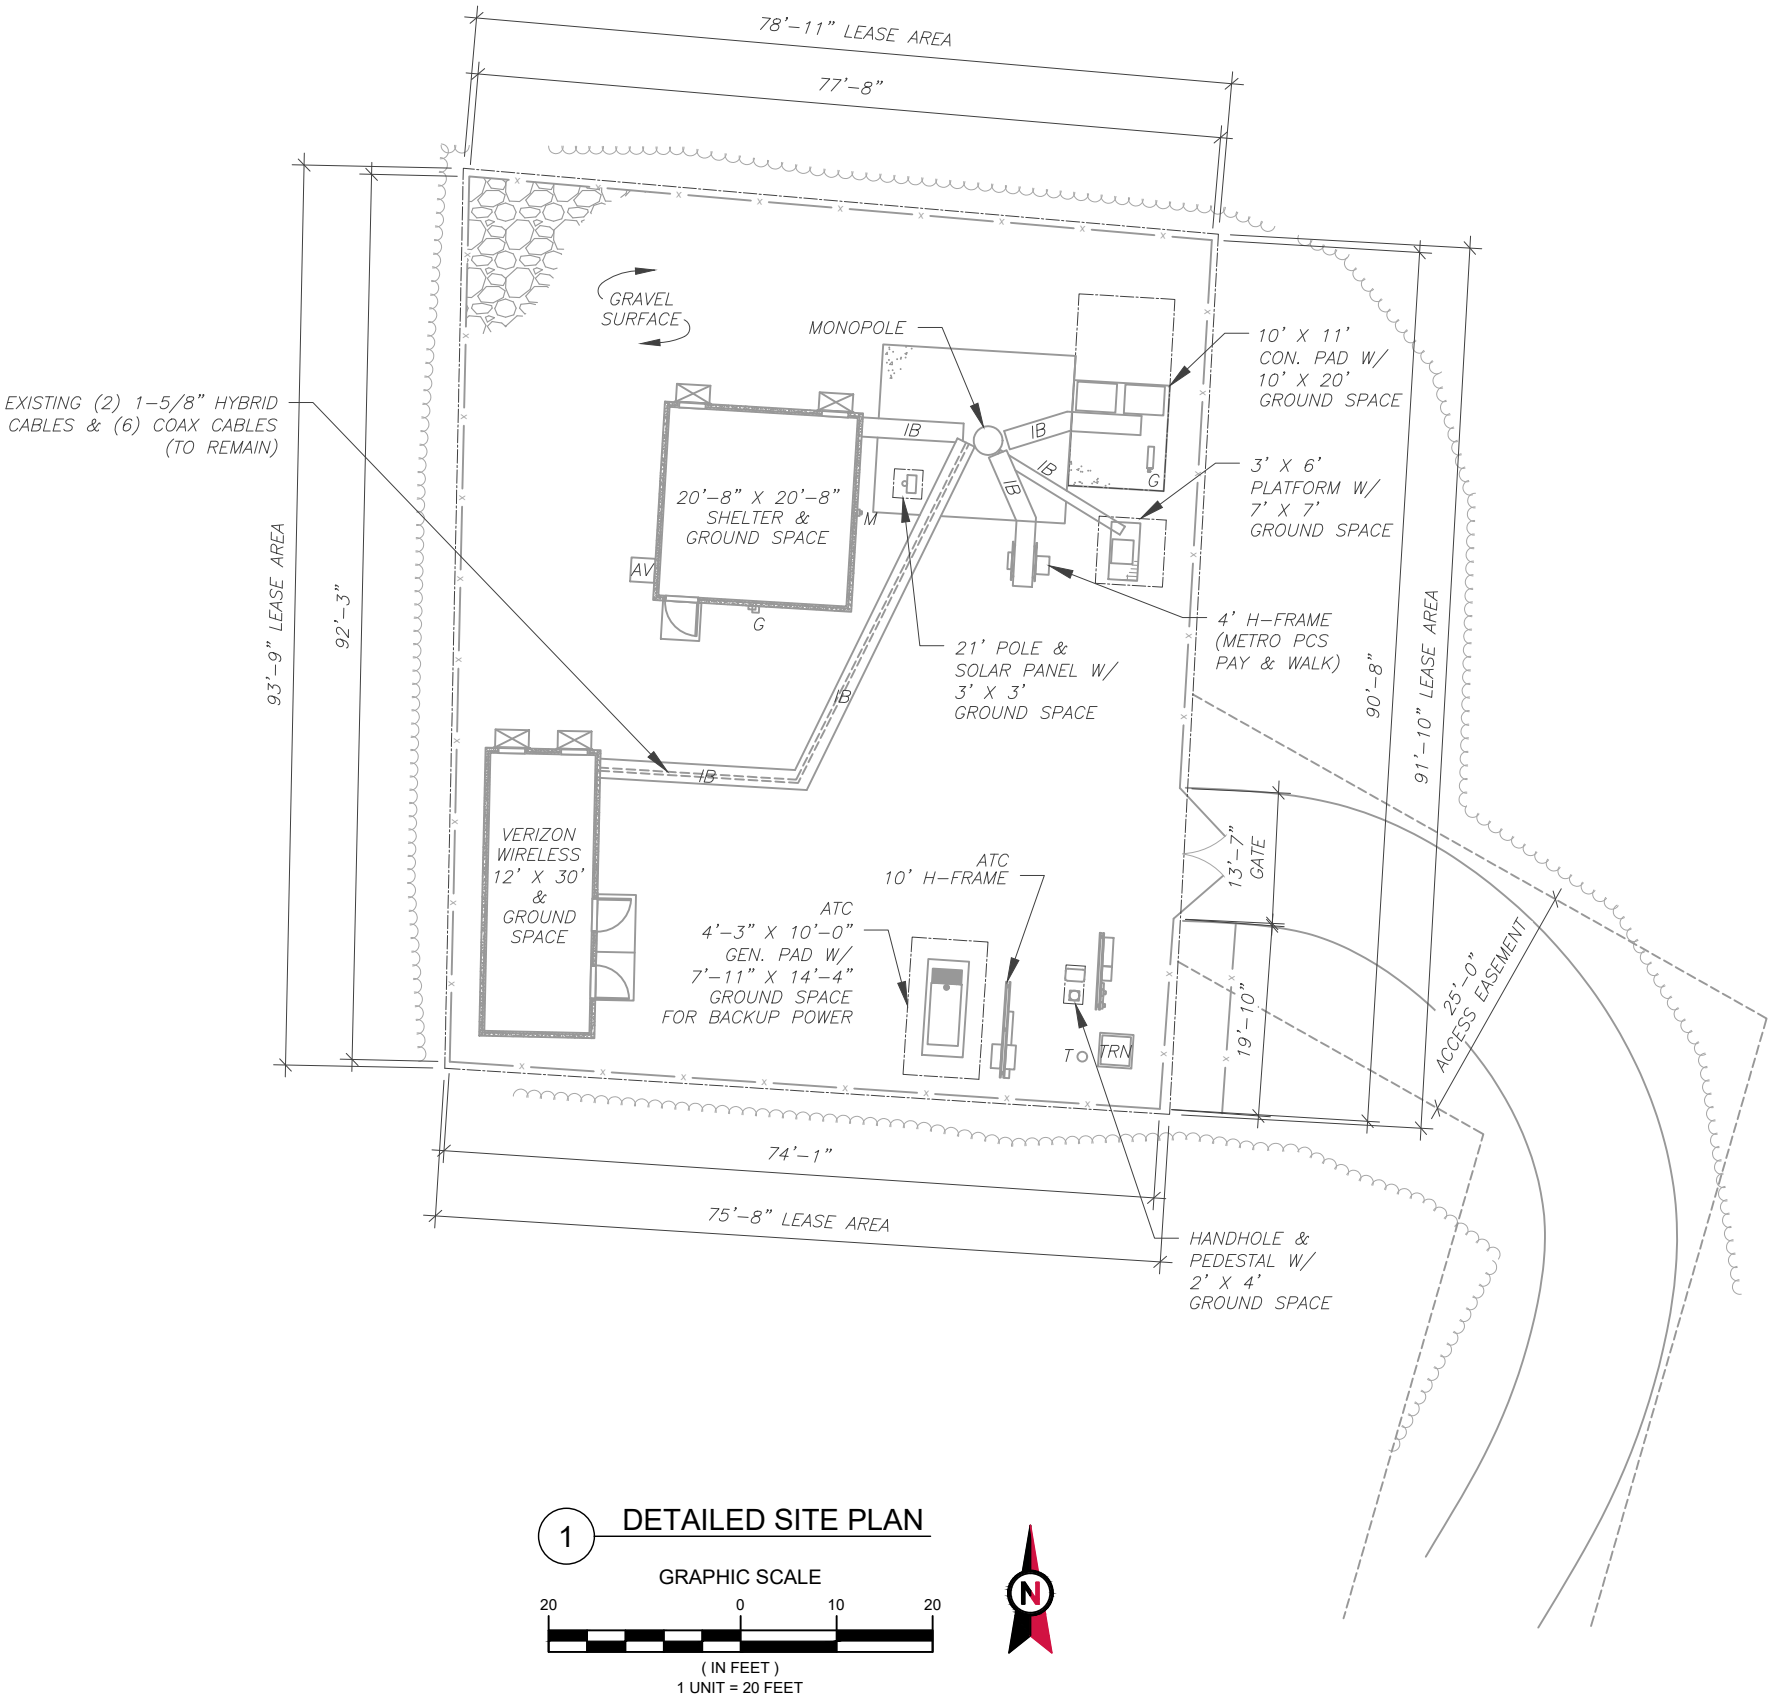 78'-11" LEASE AREA
77'-8"
GRAVEL
SURFACE
MONOPOLE
10' X 11'
CON. PAD W/
10' X 20'
GROUND SPACE
EXISTING (2) 1-5/8" HYBRID
CABLES & (6) COAX CABLES
(TO REMAIN)
IB
IB
IB
IB
G
3' X 6'
PLATFORM W/
7' X 7'
GROUND SPACE
20'-8" X 20'-8"
SHELTER &
GROUND SPACE
M
AV
G
93'-9" LEASE AREA
92'-3"
4' H-FRAME
(METRO PCS
PAY & WALK)
21' POLE &
SOLAR PANEL W/
3' X 3'
GROUND SPACE
90'-8"
91'-10" LEASE AREA
IB
IB
VERIZON
WIRELESS
12' X 30'
&
GROUND
SPACE
13'-7"
GATE
ATC
10' H-FRAME
ATC
4'-3" X 10'-0"
GEN. PAD W/
7'-11" X 14'-4"
GROUND SPACE
FOR BACKUP POWER
25'-0"
ACCESS EASEMENT
19'-10"
T
TRN
74'-1"
75'-8" LEASE AREA
HANDHOLE &
PEDESTAL W/
2' X 4'
GROUND SPACE
1
DETAILED SITE PLAN
GRAPHIC SCALE
20 0 10 20
( IN FEET )
1 UNIT = 20 FEET
N